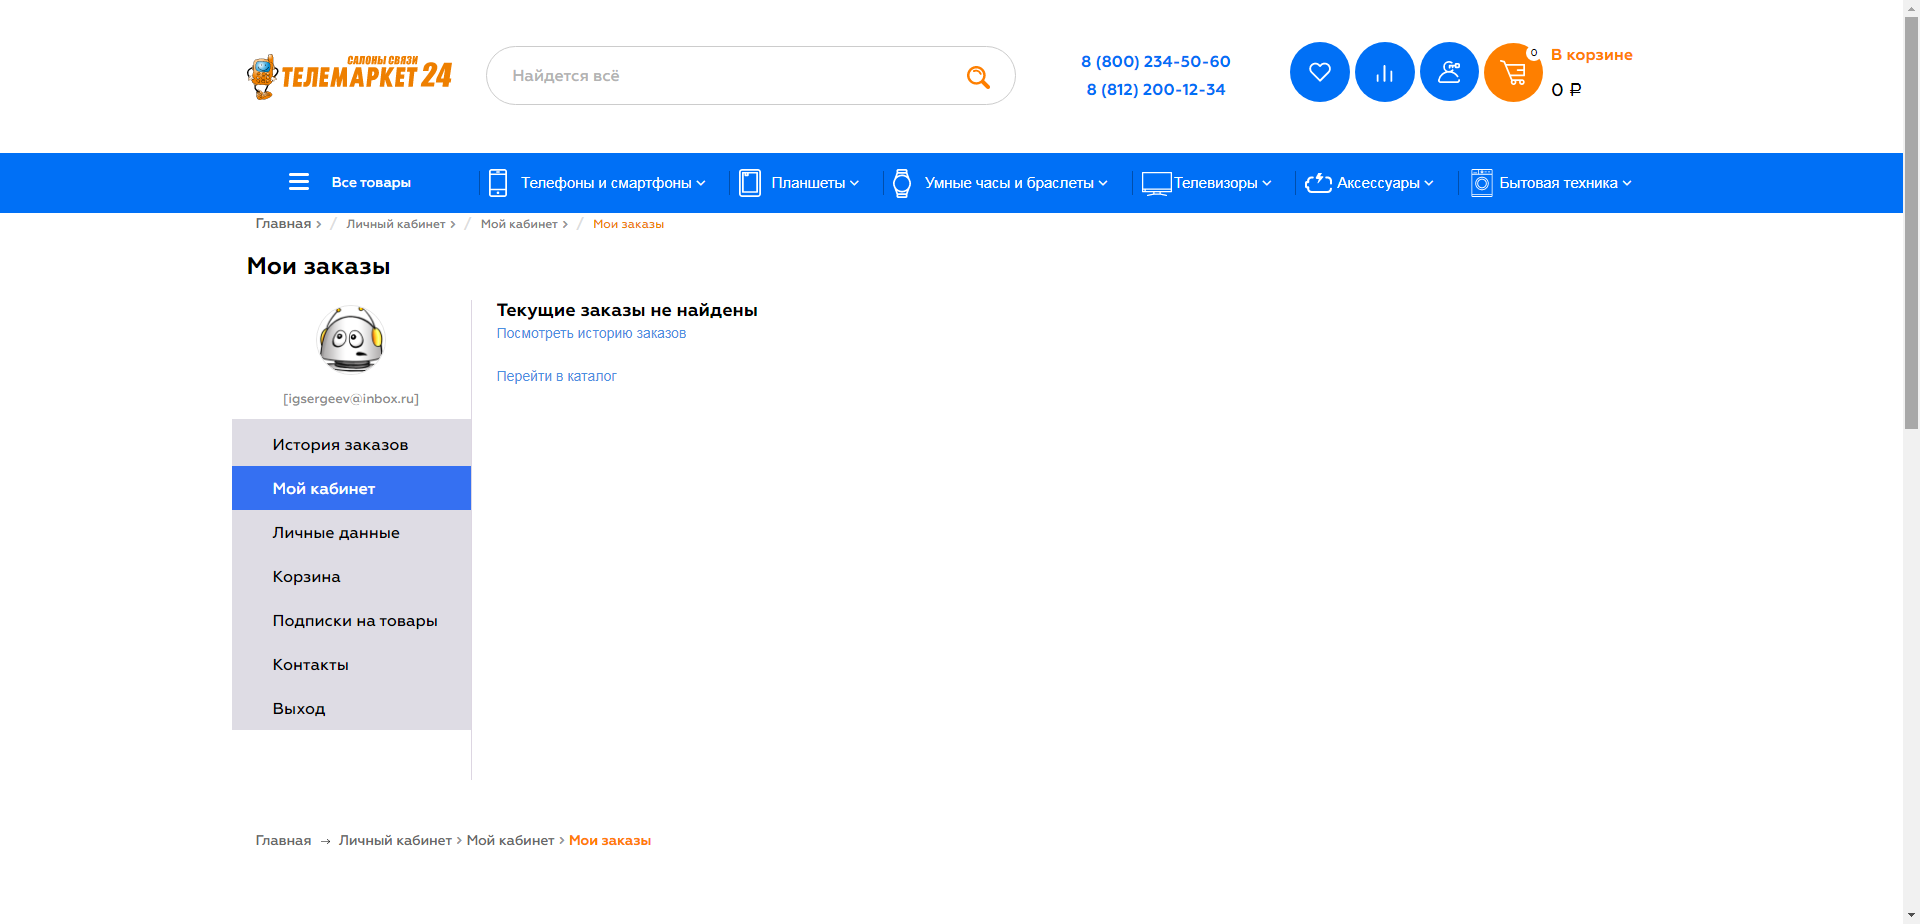 САЛОНЫ СВЯЗИ
ТЕЛЕМАРКЕТ 24
Найдется всё
8 (800) 234-50-60
8 (812) 200-12-34
0
В корзине
0 ₽
Все товары
Телефоны и смартфоны
Планшеты
Умные часы и браслеты
Телевизоры
Аксессуары
Бытовая техника
Главная > / Личный кабинет > / Мой кабинет > / Мои заказы
Мои заказы
[igsergeev@inbox.ru]
История заказов
Мой кабинет
Личные данные
Корзина
Подписки на товары
Контакты
Выход
Текущие заказы не найдены
Посмотреть историю заказов
Перейти в каталог
Главная → Личный кабинет > Мой кабинет > Мои заказы